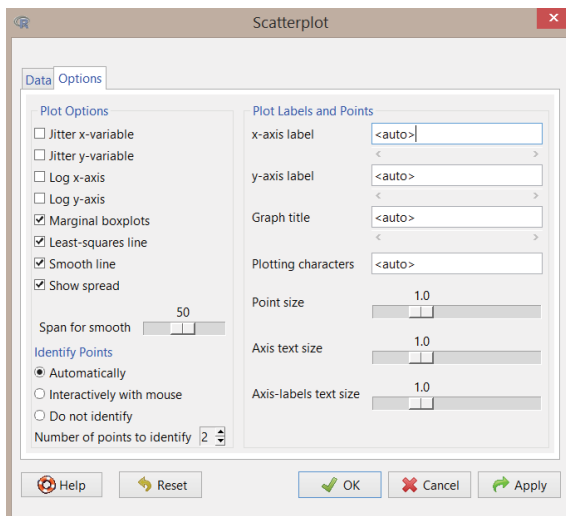 Scatterplot
Data
Options
Plot Options
Jitter x-variable
Jitter y-variable
Log x-axis
Log y-axis
Marginal boxplots
Least-squares line
Smooth line
Show spread
50
Span for smooth
Identify Points
Automatically
Interactively with mouse
Do not identify
Number of points to identify 2
Plot Labels and Points
x-axis label <auto>
y-axis label <auto>
Graph title <auto>
Plotting characters <auto>
1.0
Point size
1.0
Axis text size
1.0
Axis-labels text size
Help
Reset
OK
Cancel
Apply